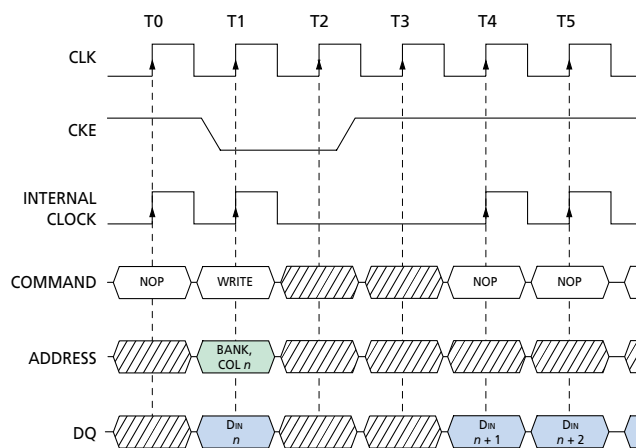 T0 T1 T2 T3 T4 T5
CLK
CKE
INTERNAL
CLOCK
COMMAND NOP WRITE NOP NOP
ADDRESS BANK,
COL n
DQ DIN DIN DIN
n n + 1 n + 2